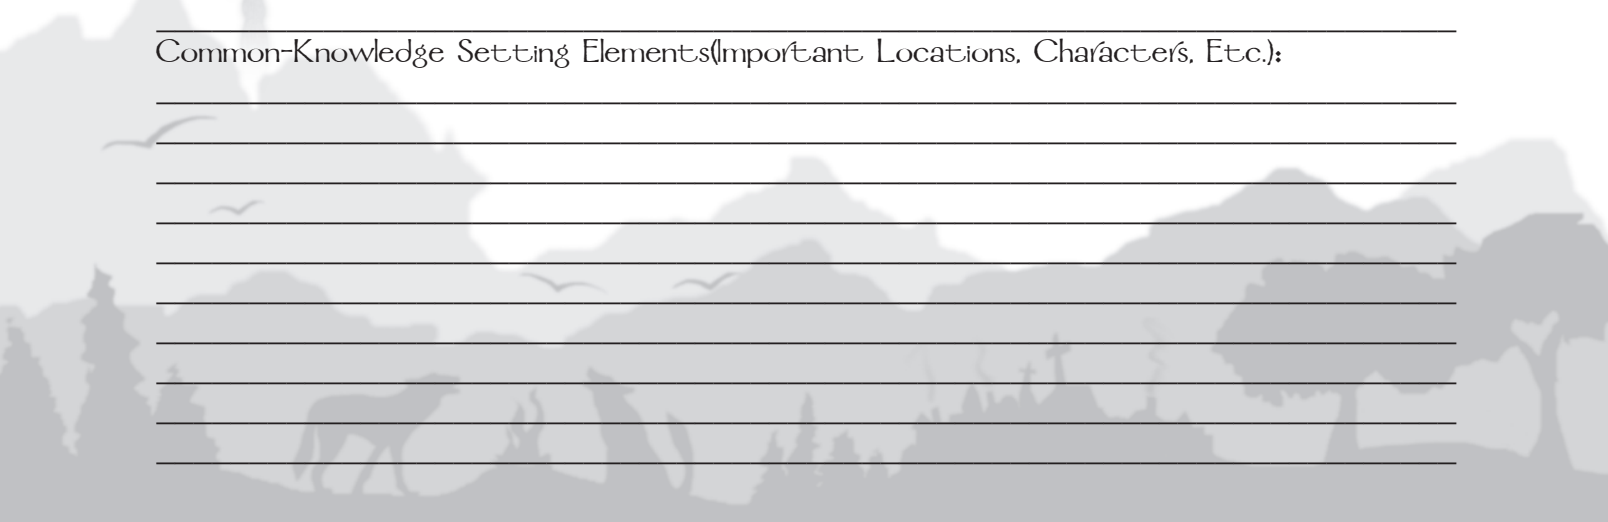 Common-Knowledge Setting Elements(Important Locations, Characters, Etc.):